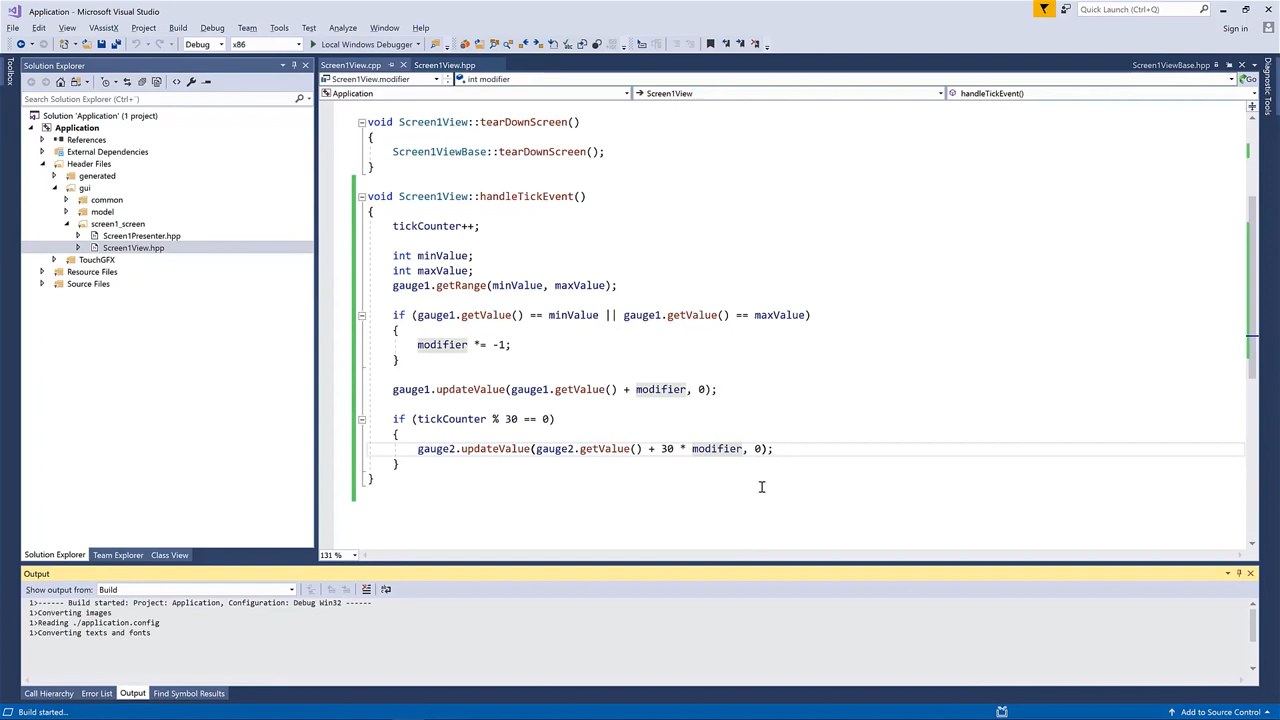 Application - Microsoft Visual Studio
Quick Launch (Ctrl+Q)
File Edit View VAssistX Project Build Debug Team Tools Test Analyze Window Help
Sign in
Debug x86 Local Windows Debugger
Toolbox
Solution Explorer
Search Solution Explorer (Ctrl+')
Solution 'Application' (1 project)
Application
References
External Dependencies
Header Files
generated
gui
common
model
screen1_screen
Screen1Presenter.hpp
Screen1View.hpp
TouchGFX
Resource Files
Source Files
Solution Explorer Team Explorer Class View
Screen1View.cpp Screen1View.hpp Screen1ViewBase.hpp
Screen1View.modifier int modifier Go
Application Screen1View handleTickEvent()
void Screen1View::tearDownScreen()
{
Screen1ViewBase::tearDownScreen();
}
void Screen1View::handleTickEvent()
{
tickCounter++;
int minValue;
int maxValue;
gauge1.getRange(minValue, maxValue);
if (gauge1.getValue() == minValue || gauge1.getValue() == maxValue)
{
modifier *= -1;
}
gauge1.updateValue(gauge1.getValue() + modifier, 0);
if (tickCounter % 30 == 0)
{
gauge2.updateValue(gauge2.getValue() + 30 * modifier, 0);
}
}
131 %
Diagnostic Tools
Output
Show output from: Build
1>------ Build started: Project: Application, Configuration: Debug Win32 ------
1>Converting images
1>Reading ./application.config
1>Converting texts and fonts
Call Hierarchy Error List Output Find Symbol Results
Build started... Add to Source Control